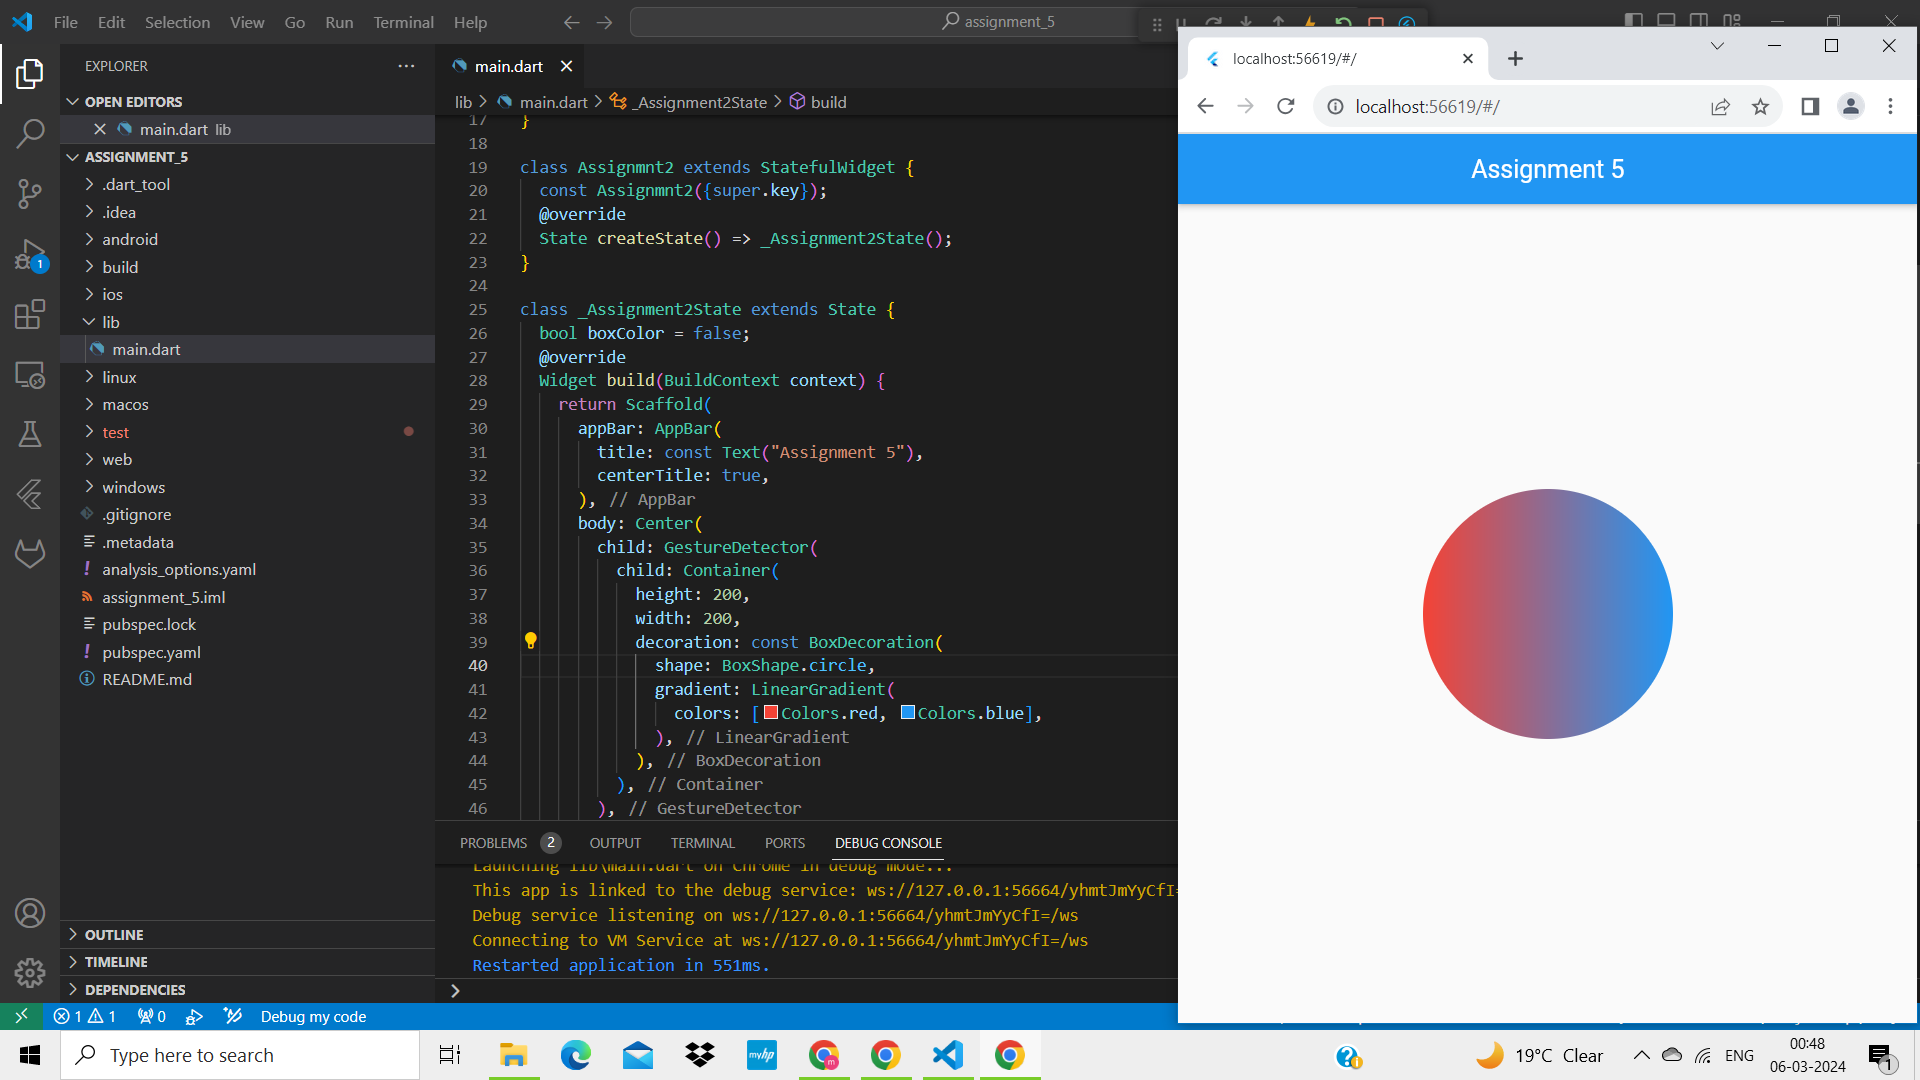 File Edit Selection View Go Run Terminal Help
assignment_5
EXPLORER
OPEN EDITORS
main.dart lib
ASSIGNMENT_5
.dart_tool
.idea
android
build
ios
lib
main.dart
linux
macos
test
web
windows
.gitignore
.metadata
analysis_options.yaml
assignment_5.iml
pubspec.lock
pubspec.yaml
README.md
OUTLINE
TIMELINE
DEPENDENCIES
1
main.dart
lib > main.dart > _Assignment2State > build
17 }
18
19 class Assignmnt2 extends StatefulWidget {
20 const Assignmnt2({super.key});
21 @override
22 State createState() => _Assignment2State();
23 }
24
25 class _Assignment2State extends State {
26 bool boxColor = false;
27 @override
28 Widget build(BuildContext context) {
29 return Scaffold(
30 appBar: AppBar(
31 title: const Text("Assignment 5"),
32 centerTitle: true,
33 ), // AppBar
34 body: Center(
35 child: GestureDetector(
36 child: Container(
37 height: 200,
38 width: 200,
39 decoration: const BoxDecoration(
40 shape: BoxShape.circle,
41 gradient: LinearGradient(
42 colors: [Colors.red, Colors.blue],
43 ), // LinearGradient
44 ), // BoxDecoration
45 ), // Container
46 ), // GestureDetector
PROBLEMS 2 OUTPUT TERMINAL PORTS DEBUG CONSOLE
Launching lib\main.dart on Chrome in debug mode...
This app is linked to the debug service: ws://127.0.0.1:56664/yhmtJmYyCfI=
Debug service listening on ws://127.0.0.1:56664/yhmtJmYyCfI=/ws
Connecting to VM Service at ws://127.0.0.1:56664/yhmtJmYyCfI=/ws
Restarted application in 551ms.
>
1 1 0 Debug my code
localhost:56619/#/
localhost:56619/#/
Assignment 5
Type here to search
myhp
m
19°C Clear
ENG
00:48
06-03-2024
1